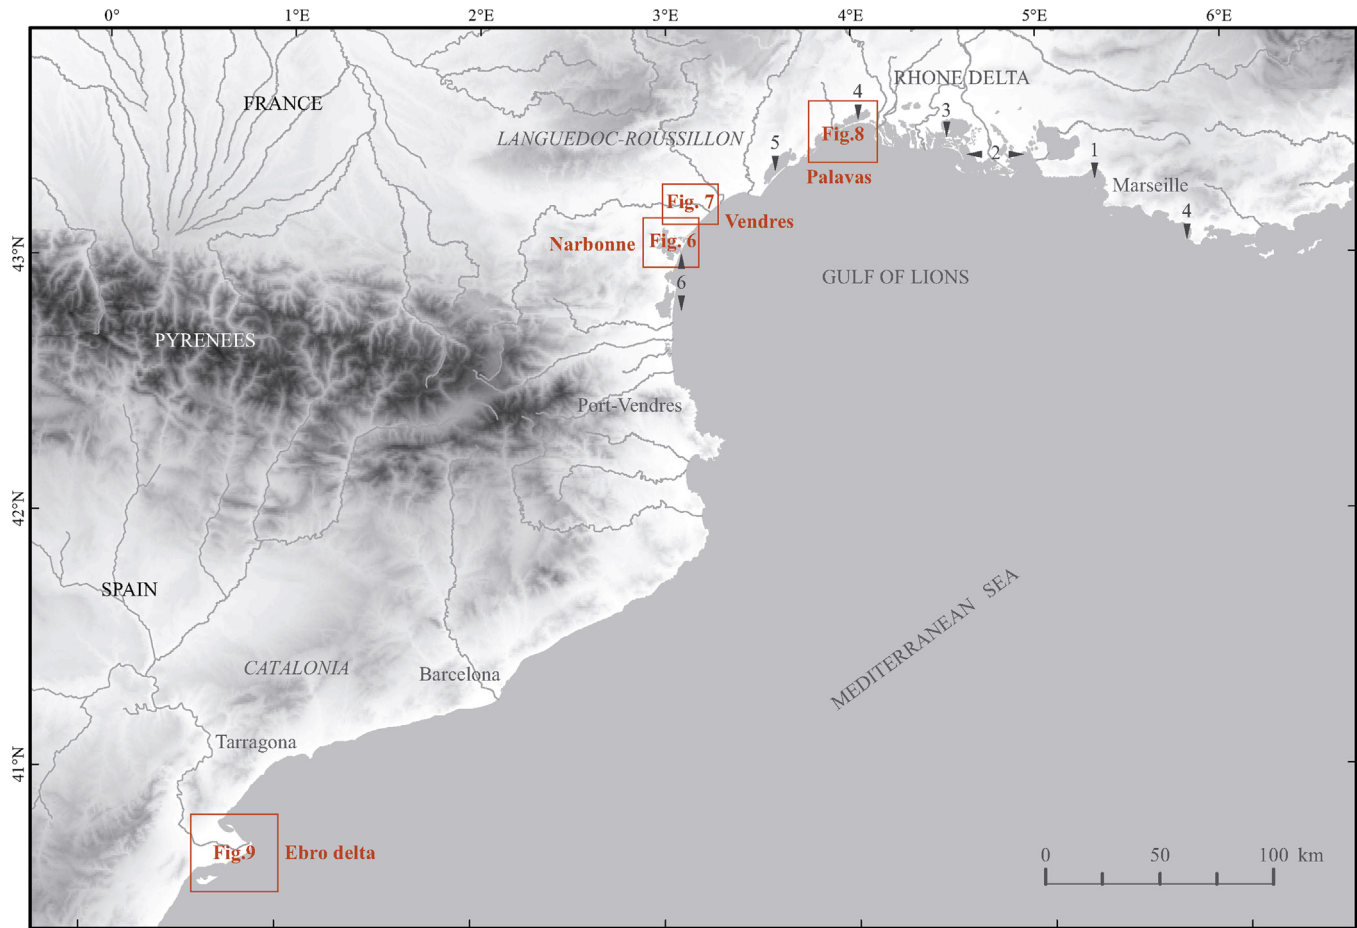 0°
1°E
2°E
3°E
4°E
5°E
6°E
FRANCE
RHONE DELTA
4
3
LANGUEDOC-ROUSSILLON
5
Fig.8
2
1
Palavas
Marseille
Fig. 7
Vendres
4
43°N
Narbonne
Fig. 6
6
GULF OF LIONS
PYRENEES
Port-Vendres
42°N
SPAIN
MEDITERRANEAN SEA
CATALONIA
Barcelona
Tarragona
41°N
Fig.9
Ebro delta
0 50 100 km